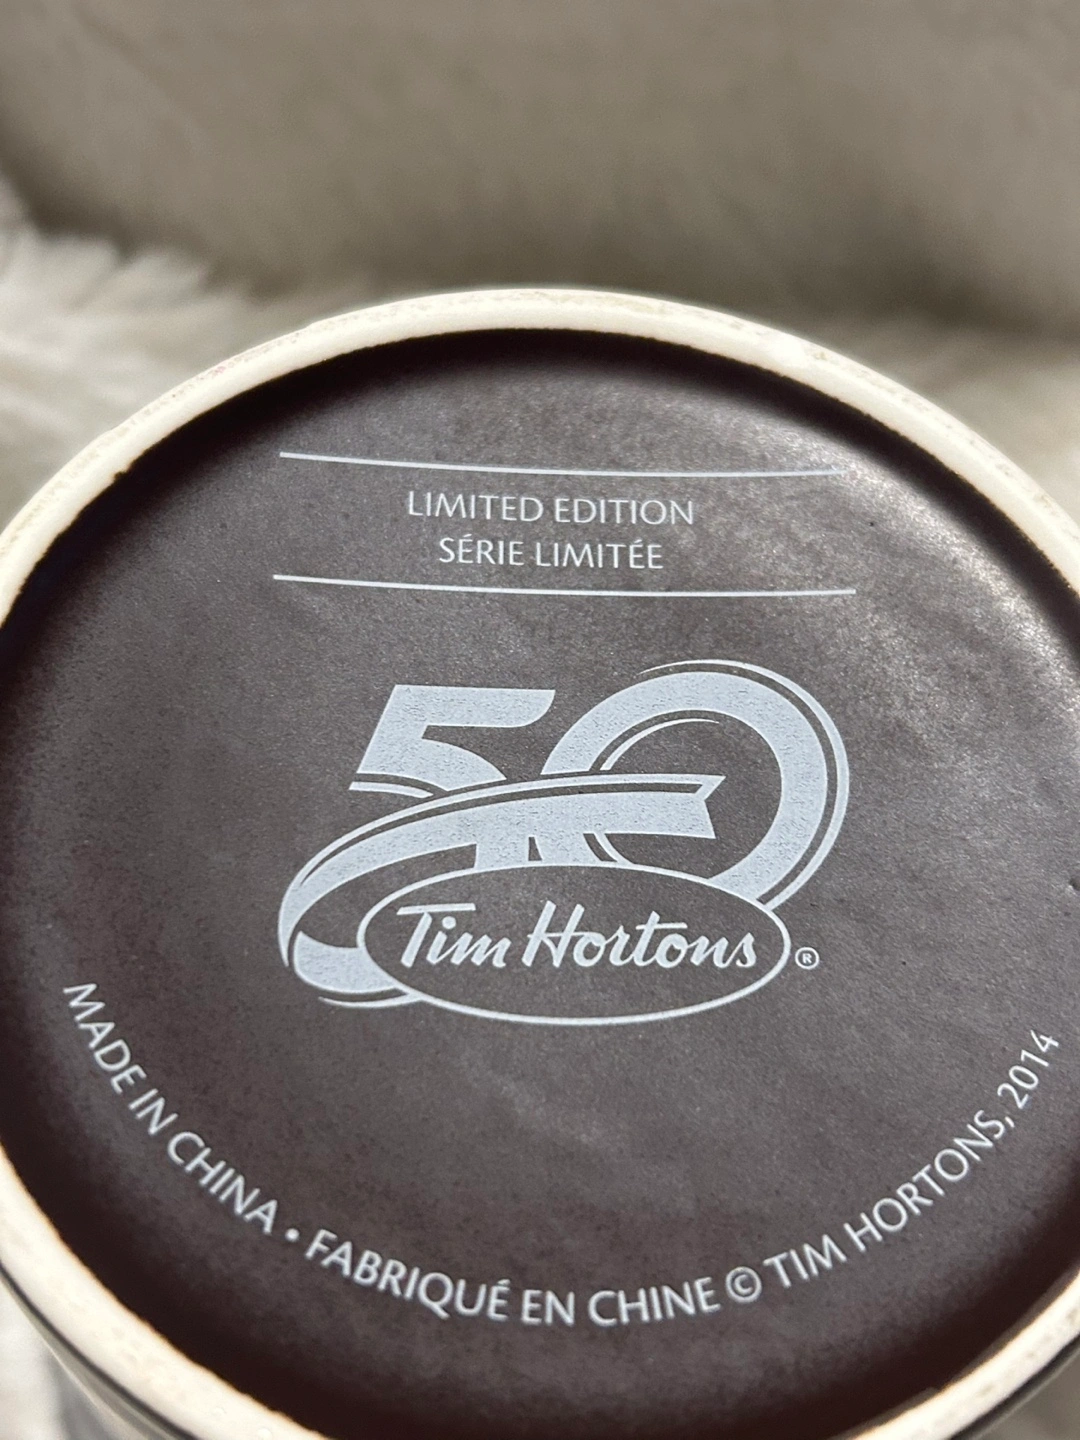 LIMITED EDITION
SÉRIE LIMITÉE
50
Tim Hortons®
MADE IN CHINA • FABRIQUÉ EN CHINE © TIM HORTONS, 2014